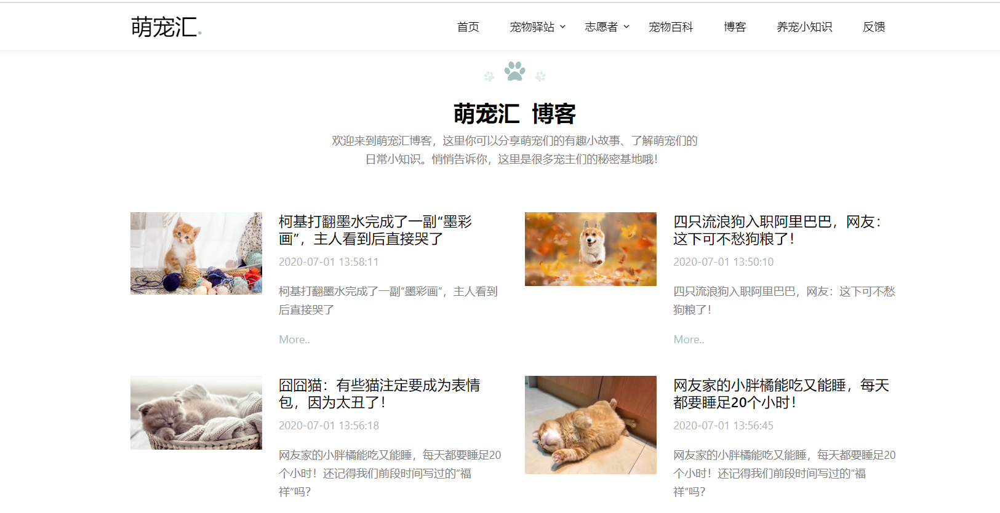 萌宠汇.
首页 宠物驿站 志愿者 宠物百科 博客 养宠小知识 反馈
萌宠汇 博客
欢迎来到萌宠汇博客，这里你可以分享萌宠们的有趣小故事、了解萌宠们的
日常小知识。悄悄告诉你，这里是很多宠主们的秘密基地哦！
柯基打翻墨水完成了一副“墨彩
画”，主人看到后直接哭了
2020-07-01 13:58:11
柯基打翻墨水完成了一副“墨彩画”，主人看到
后直接哭了
More..
四只流浪狗入职阿里巴巴，网友：
这下可不愁狗粮了！
2020-07-01 13:50:10
四只流浪狗入职阿里巴巴，网友：这下可不愁
狗粮了！
More..
囧囧猫：有些猫注定要成为表情
包，因为太丑了！
2020-07-01 13:56:18
网友家的小胖橘能吃又能睡，每天都要睡足20
个小时！还记得我们前段时间写过的“福
祥”吗？
网友家的小胖橘能吃又能睡，每天
都要睡足20个小时！
2020-07-01 13:56:45
网友家的小胖橘能吃又能睡，每天都要睡足20
个小时！还记得我们前段时间写过的“福
祥”吗？